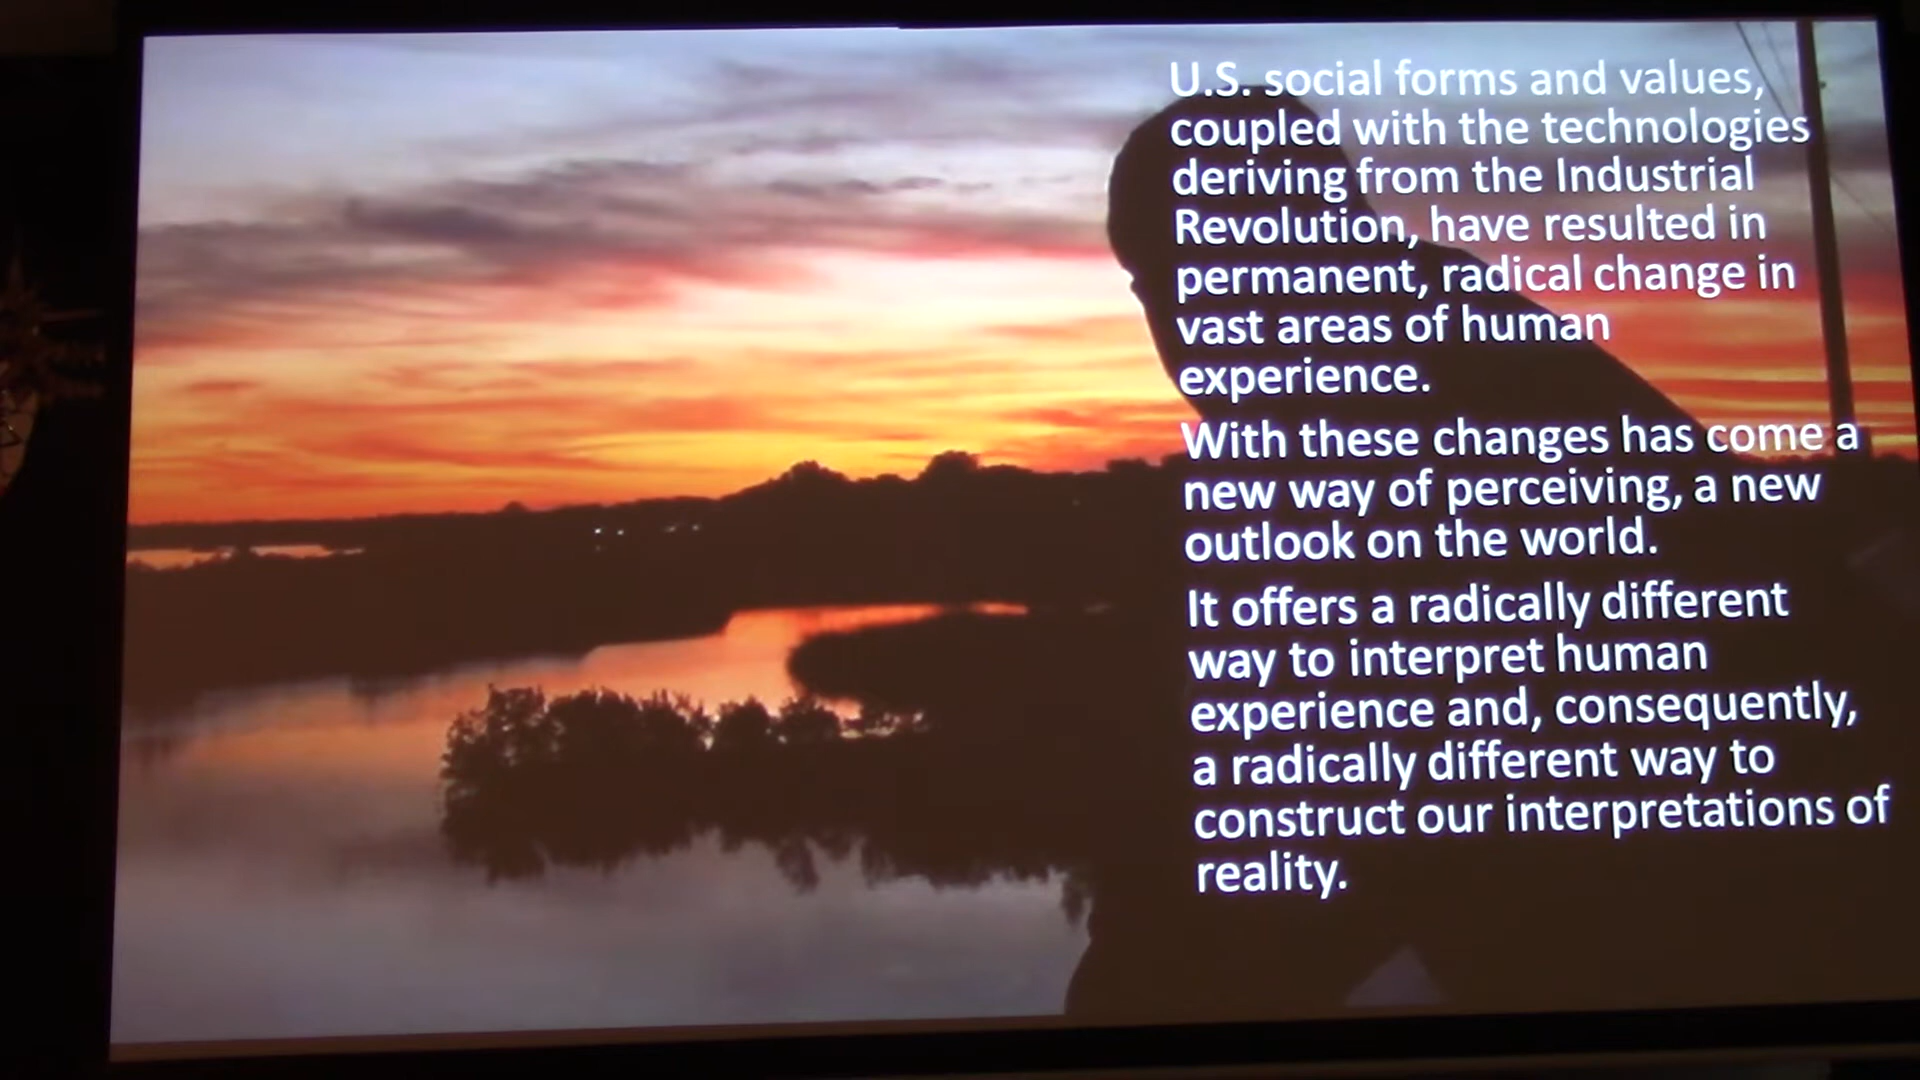 U.S. social forms and values,
coupled with the technologies
deriving from the Industrial
Revolution, have resulted in
permanent, radical change in
vast areas of human
experience.
With these changes has come a
new way of perceiving, a new
outlook on the world.
It offers a radically different
way to interpret human
experience and, consequently,
a radically different way to
construct our interpretations of
reality.